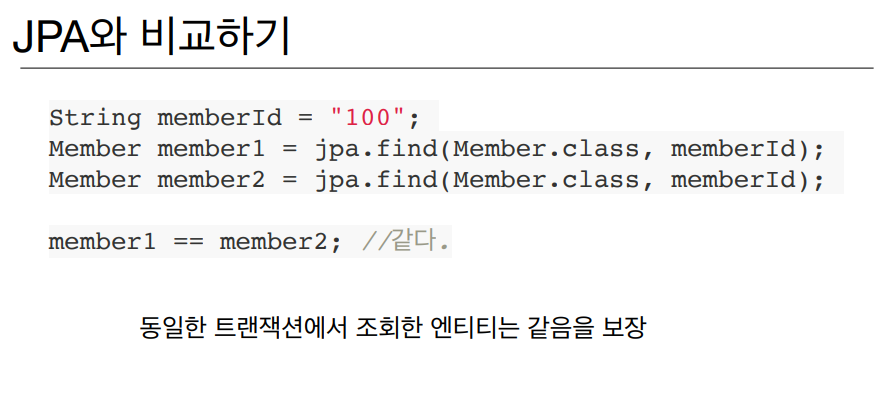 JPA와 비교하기
String memberId = "100";
Member member1 = jpa.find(Member.class, memberId);
Member member2 = jpa.find(Member.class, memberId);
member1 == member2; //같다.
동일한 트랜잭션에서 조회한 엔티티는 같음을 보장